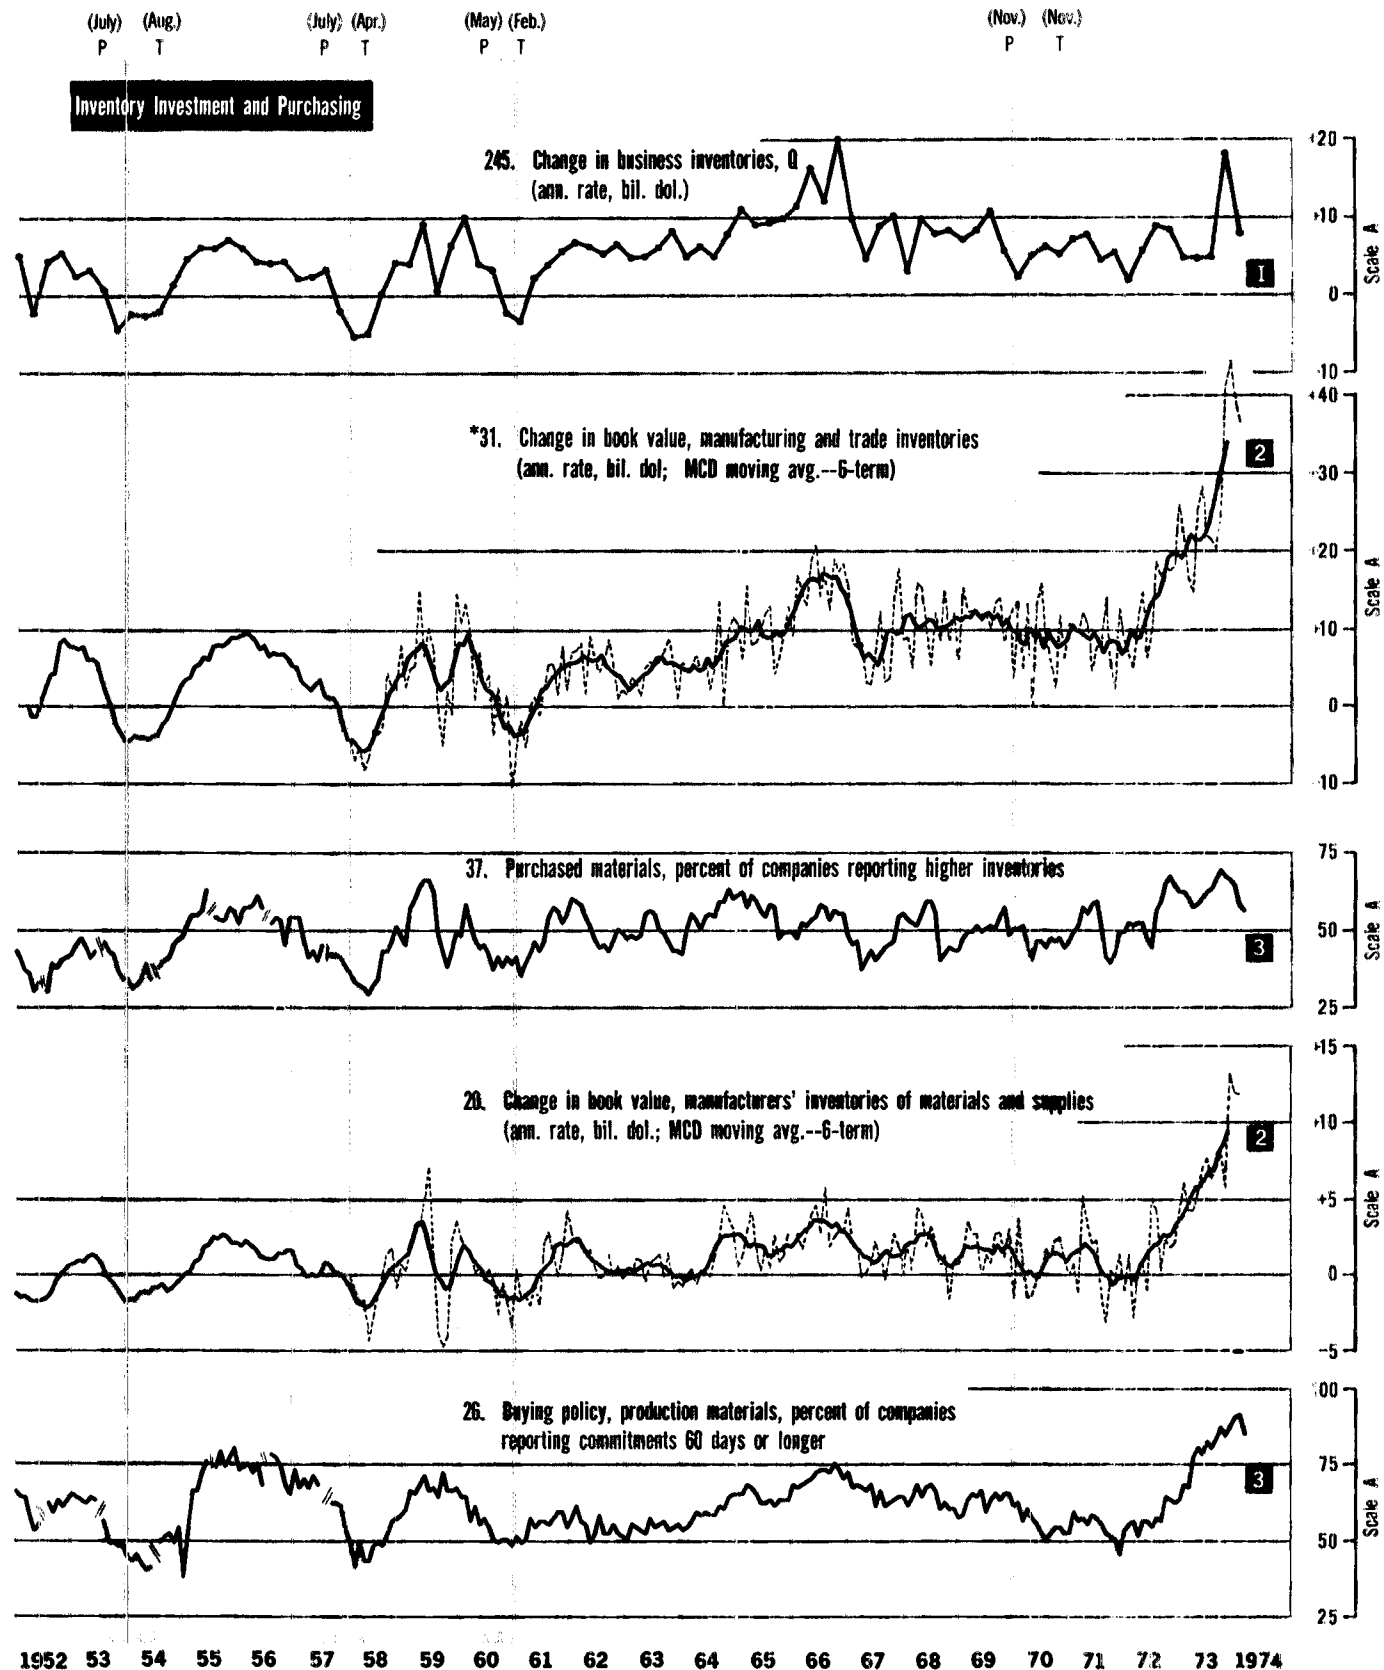 (July) (Aug.) (July) (Apr.) (May) (Feb.) (Nov.) (Nov.)
P T P T P T P T
Inventory Investment and Purchasing
245. Change in business inventories, Q
(ann. rate, bil. dol.)
+20
+10
0
10
Scale A
1
*31. Change in book value, manufacturing and trade inventories
(ann. rate, bil. dol; MCD moving avg.--6-term)
+40
+30
+20
+10
0
10
Scale A
2
37. Purchased materials, percent of companies reporting higher inventories
75
50
25
Scale A
3
20. Change in book value, manufacturers' inventories of materials and supplies
(ann. rate, bil. dol.; MCD moving avg.--6-term)
+15
+10
+5
0
-5
Scale A
2
26. Buying policy, production materials, percent of companies
reporting commitments 60 days or longer
100
75
50
25
Scale A
3
1952 53 54 55 56 57 58 59 60 61 62 63 64 65 66 67 68 69 70 71 72 73 1974